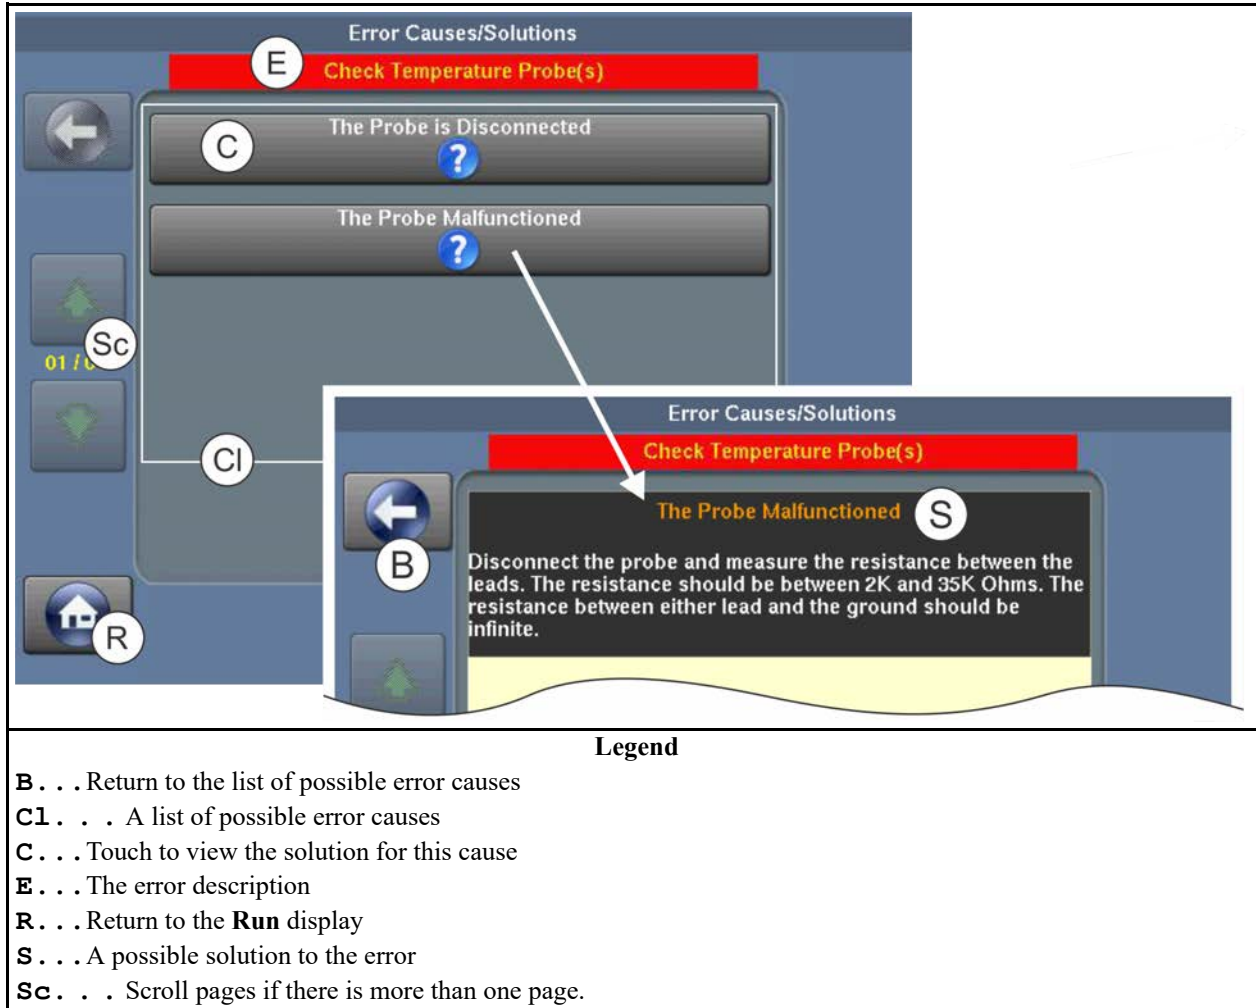 Error Causes/Solutions
E
Check Temperature Probe(s)
The Probe is Disconnected
C
?
The Probe Malfunctioned
?
Sc
01 /
Cl
Error Causes/Solutions
Check Temperature Probe(s)
The Probe Malfunctioned
S
B
Disconnect the probe and measure the resistance between the
leads. The resistance should be between 2K and 35K Ohms. The
resistance between either lead and the ground should be
infinite.
R
Legend
B...Return to the list of possible error causes
Cl... A list of possible error causes
C...Touch to view the solution for this cause
E...The error description
R...Return to the Run display
S...A possible solution to the error
Sc... Scroll pages if there is more than one page.